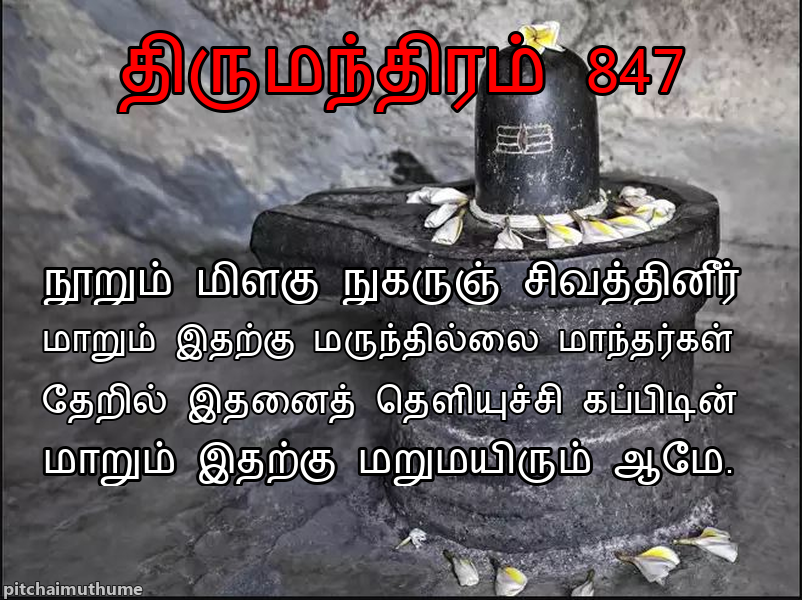 திருமந்திரம் 847
நூறும் மிளகு நுகருஞ் சிவத்தினீர்
மாறும் இதற்கு மருந்தில்லை மாந்தர்கள்
தேறில் இதனைத் தெளியுச்சி கப்பிடின்
மாறும் இதற்கு மறுமயிரும் ஆமே.
pitchaimuthume